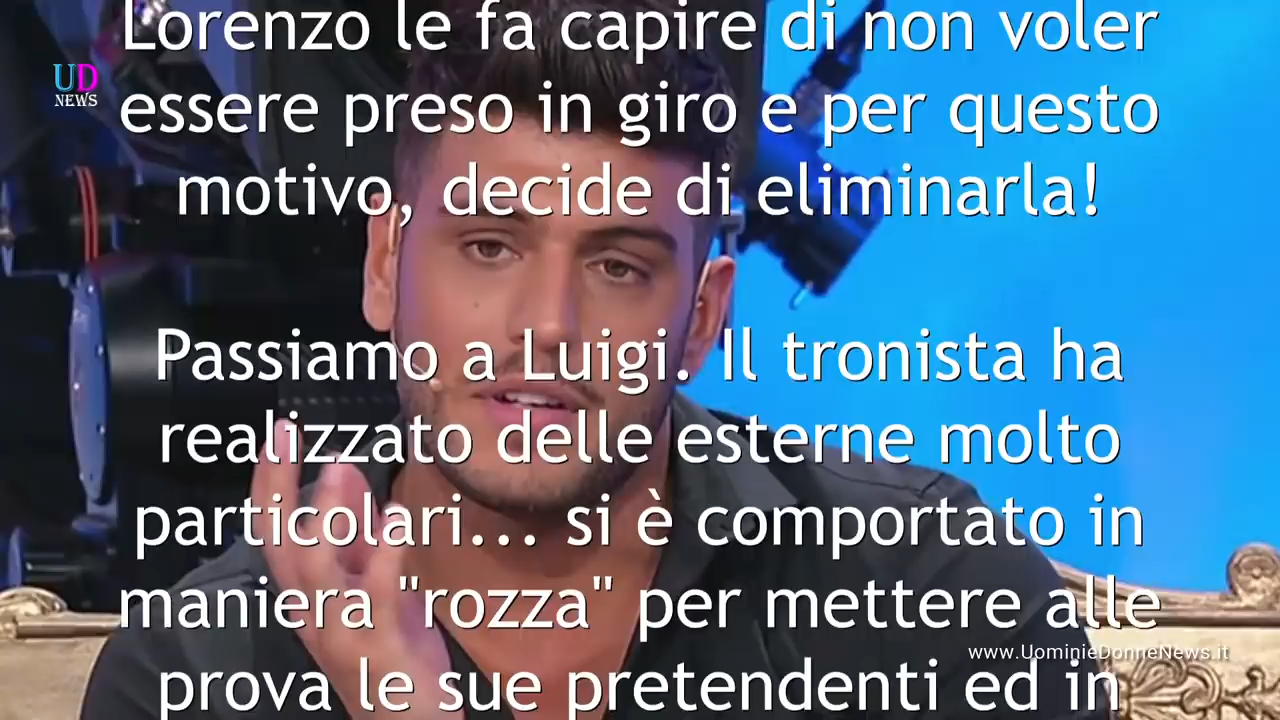 Lorenzo le fa capire di non voler
UD
NEWS
essere preso in giro e per questo
motivo, decide di eliminarla!
Passiamo a Luigi. Il tronista ha
realizzato delle esterne molto
particolari... si è comportato in
maniera "rozza" per mettere alle
www.UominieDonneNews.it
prova le sue pretendenti ed in